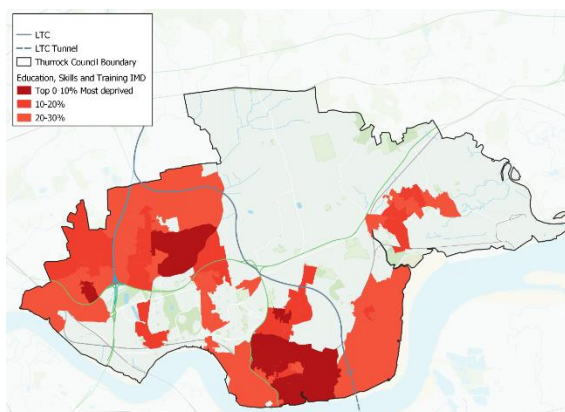 LTC
LTC Tunnel
Thurrock Council Boundary
Education, Skills and Training IMD
Top 0-10% Most deprived
10-20%
20-30%